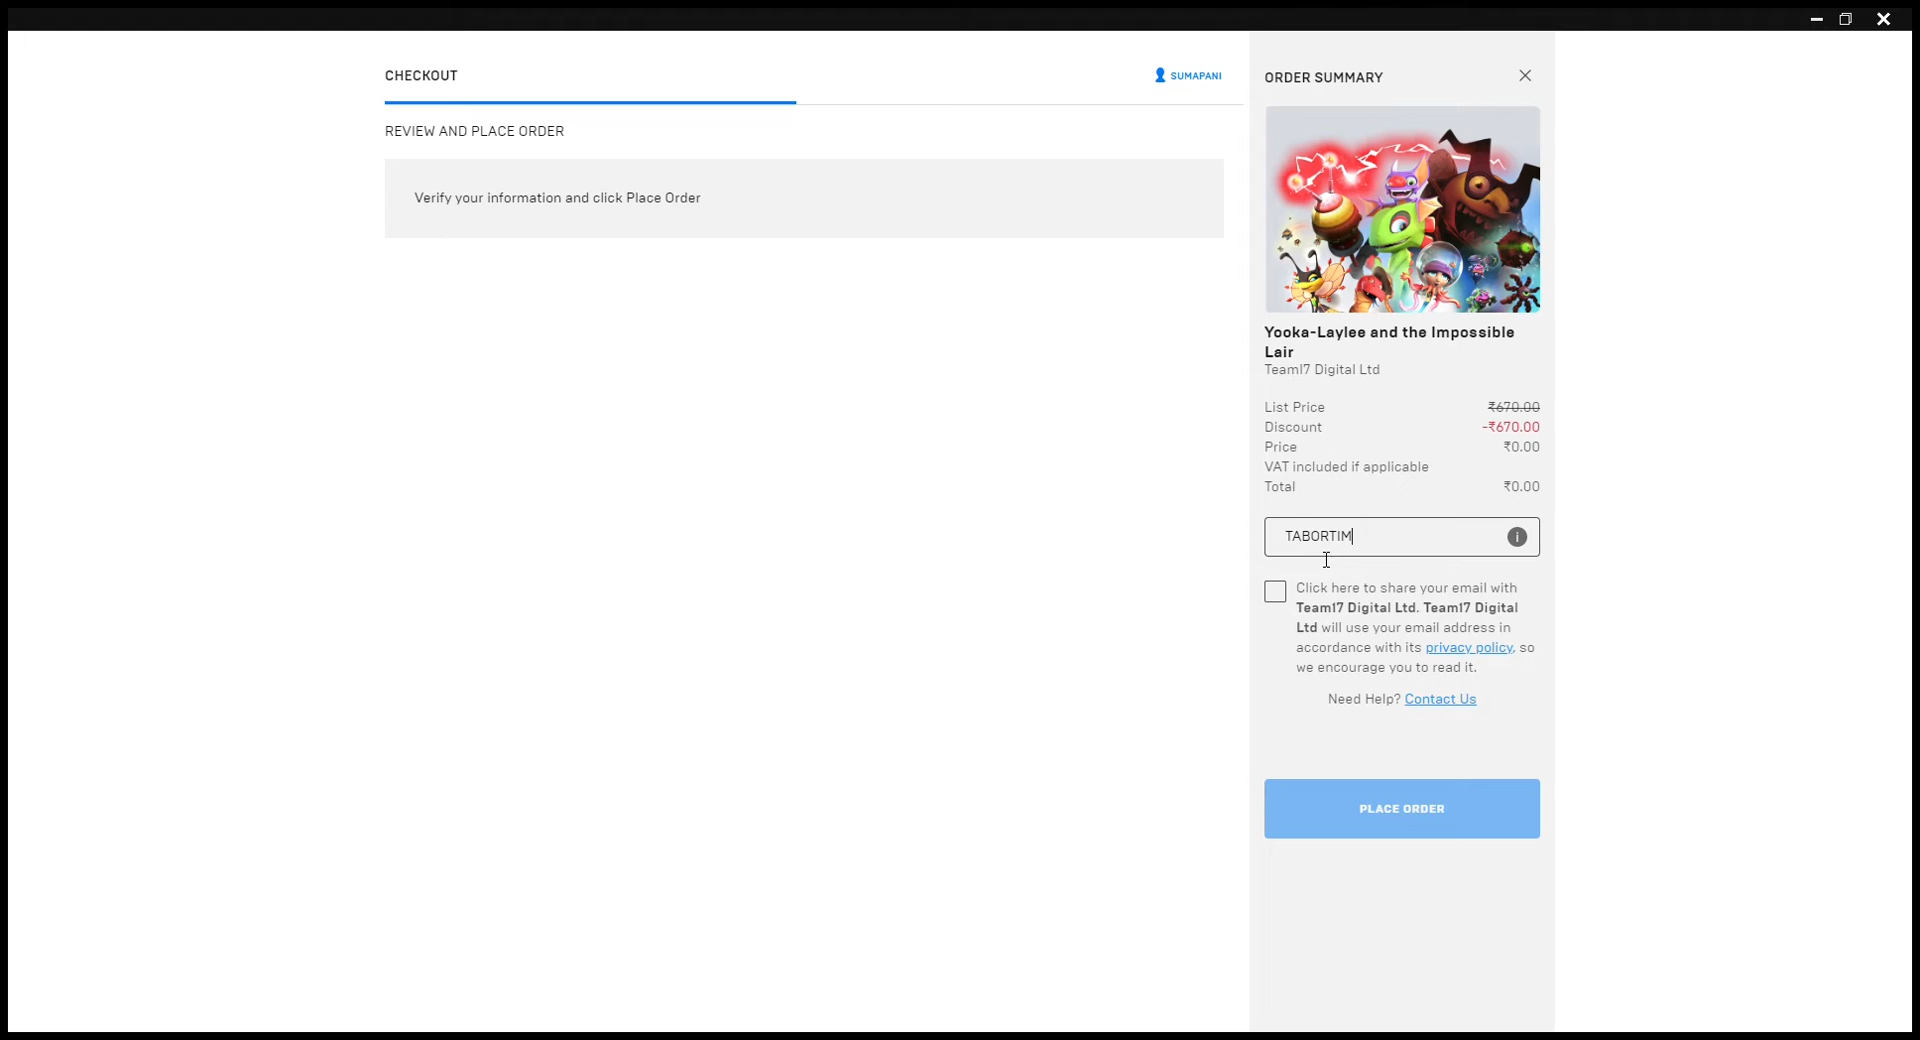 CHECKOUT
SUMAPANI
REVIEW AND PLACE ORDER
Verify your information and click Place Order
ORDER SUMMARY
Yooka-Laylee and the Impossible
Lair
Team17 Digital Ltd
List Price ₹670.00
Discount -₹670.00
Price ₹0.00
VAT included if applicable
Total ₹0.00
TABORTIM
Click here to share your email with
Team17 Digital Ltd. Team17 Digital
Ltd will use your email address in
accordance with its privacy policy, so
we encourage you to read it.
Need Help? Contact Us
PLACE ORDER